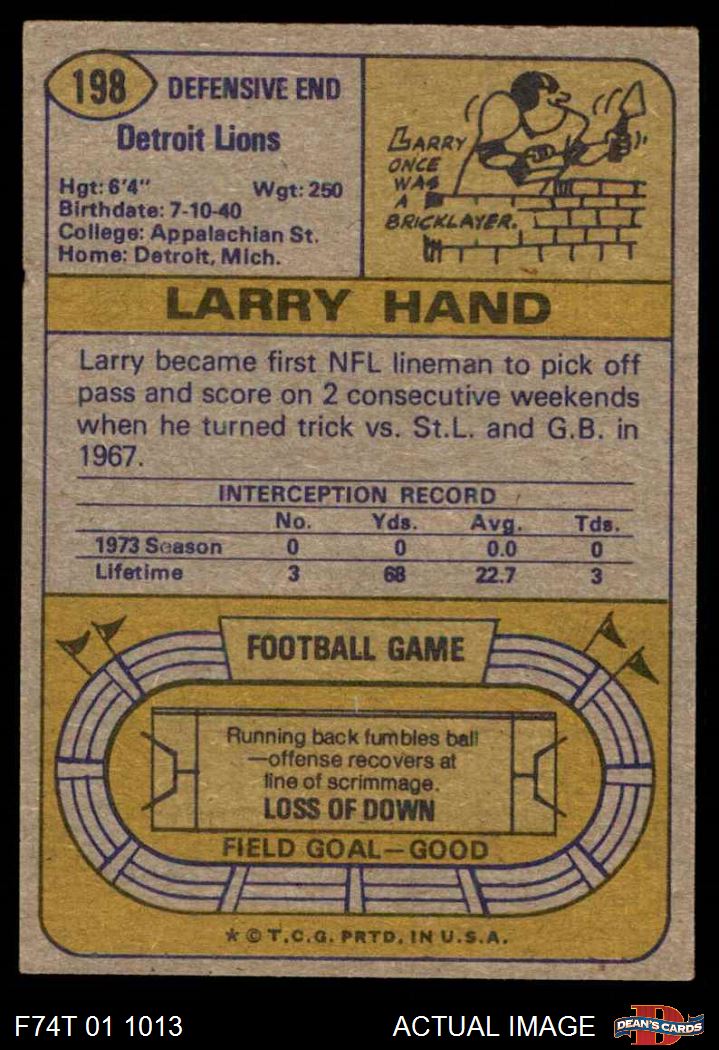 198
DEFENSIVE END
Detroit Lions
Hgt: 6'4" Wgt: 250
Birthdate: 7-10-40
College: Appalachian St.
Home: Detroit, Mich.
LARRY
ONCE
WAS
A
BRICKLAYER.
LARRY HAND
Larry became first NFL lineman to pick off
pass and score on 2 consecutive weekends
when he turned trick vs. St.L. and G.B. in
1967.
INTERCEPTION RECORD
No. Yds. Avg. Tds.
1973 Season 0 0 0.0 0
Lifetime 3 68 22.7 3
FOOTBALL GAME
Running back fumbles ball
—offense recovers at
line of scrimmage.
LOSS OF DOWN
FIELD GOAL—GOOD
* © T.C.G. PRTD. IN U.S.A.
F74T 01 1013 ACTUAL IMAGE D DEAN'S CARDS